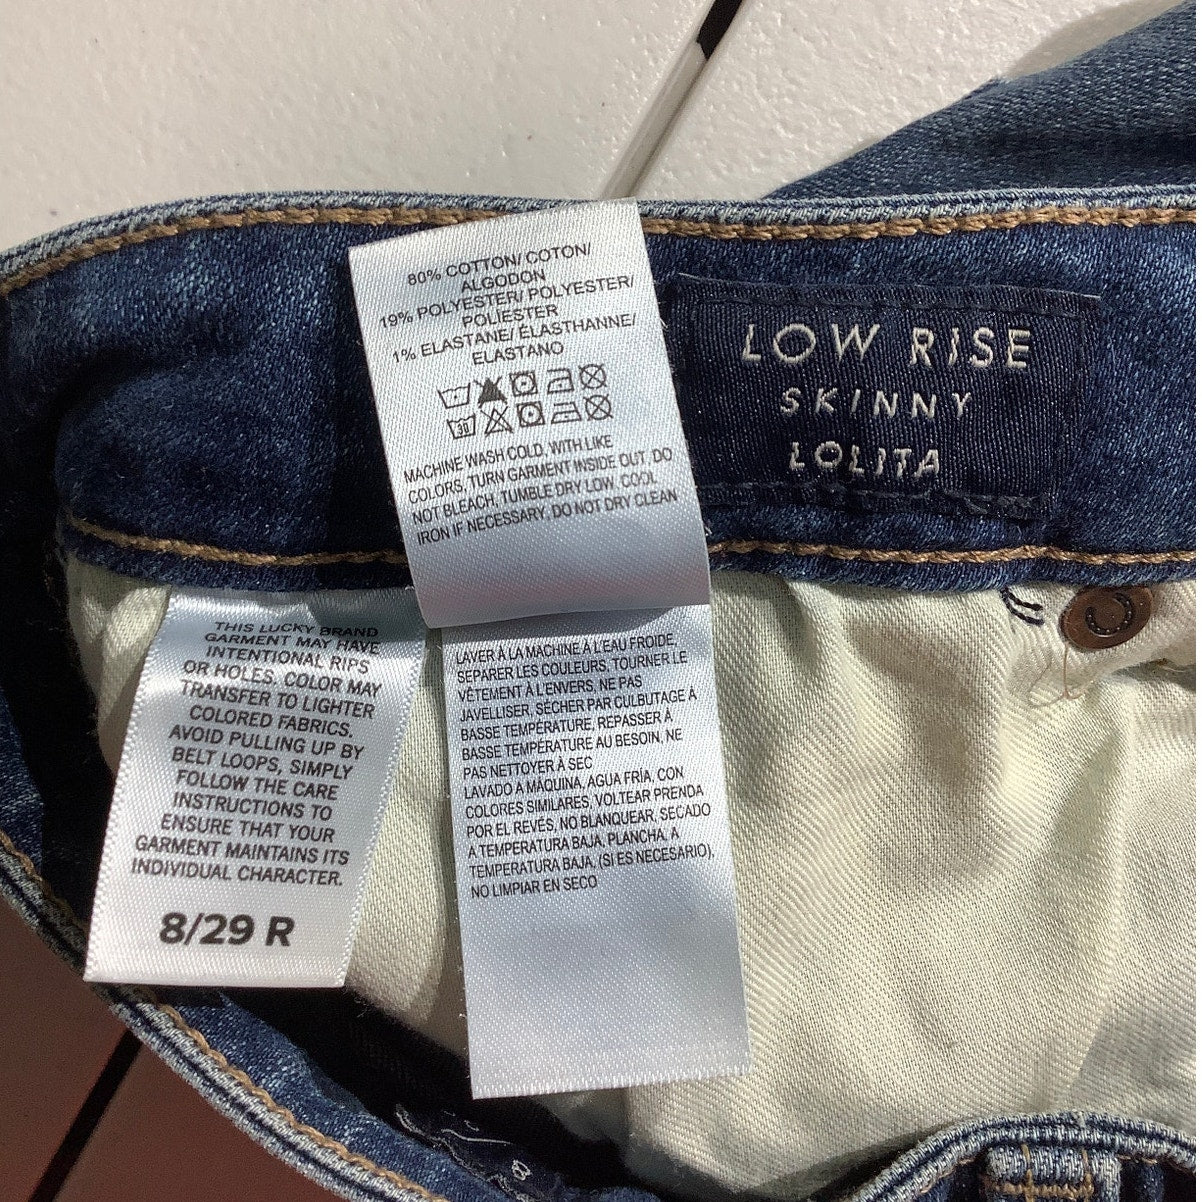 80% COTTON/ COTON/
ALGODON
19% POLYESTER/ POLYESTER/
POLIESTER
1% ELASTANE/ ÉLASTHANNE/
ELASTANO
30
MACHINE WASH COLD, WITH LIKE
COLORS, TURN GARMENT INSIDE OUT, DO
NOT BLEACH, TUMBLE DRY LOW, COOL
IRON IF NECESSARY, DO NOT DRY CLEAN
LOW RISE
SKINNY
LOLITA
THIS LUCKY BRAND
GARMENT MAY HAVE
INTENTIONAL RIPS
OR HOLES. COLOR MAY
TRANSFER TO LIGHTER
COLORED FABRICS.
AVOID PULLING UP BY
BELT LOOPS, SIMPLY
FOLLOW THE CARE
INSTRUCTIONS TO
ENSURE THAT YOUR
GARMENT MAINTAINS ITS
INDIVIDUAL CHARACTER.
8/29 R
LAVER À LA MACHINE À L'EAU FROIDE
SEPARER LES COULEURS, TOURNER LE
VÊTEMENT À L'ENVERS, NE PAS
JAVELLISER, SÉCHER PAR CULBUTAGE À
BASSE TEMPÉRATURE, REPASSER À
BASSE TEMPÉRATURE AU BESOIN, NE
PAS NETTOYER À SEC
LAVADO A MÁQUINA, AGUA FRÍA, CON
COLORES SIMILARES, VOLTEAR PRENDA
POR EL REVÉS, NO BLANQUEAR, SECADO
A TEMPERATURA BAJA, PLANCHA, A
TEMPERATURA BAJA, (SI ES NECESARIO),
NO LIMPIAR EN SECO